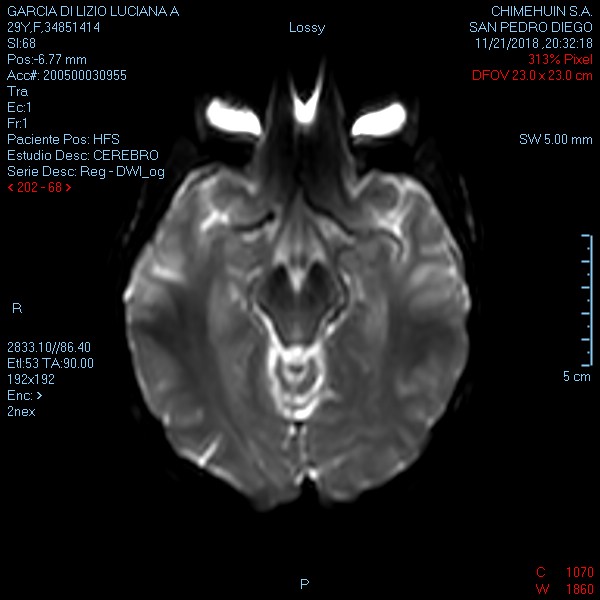 GARCIA DI LIZIO LUCIANA A
29Y,F,34851414
Sl:68
Pos:-6.77 mm
Acc#: 200500030955
Tra
Ec:1
Fr:1
Paciente Pos: HFS
Estudio Desc: CEREBRO
Serie Desc: Reg - DWI_og
< 202 - 68 >
Lossy
CHIMEHUIN S.A.
SAN PEDRO DIEGO
11/21/2018 ,20:32:18
313% Pixel
DFOV 23.0 x 23.0 cm
SW 5.00 mm
R
2833.10//86.40
Etl:53 TA:90.00
192x192
Enc: >
2nex
5 cm
P
C 1070
W 1860